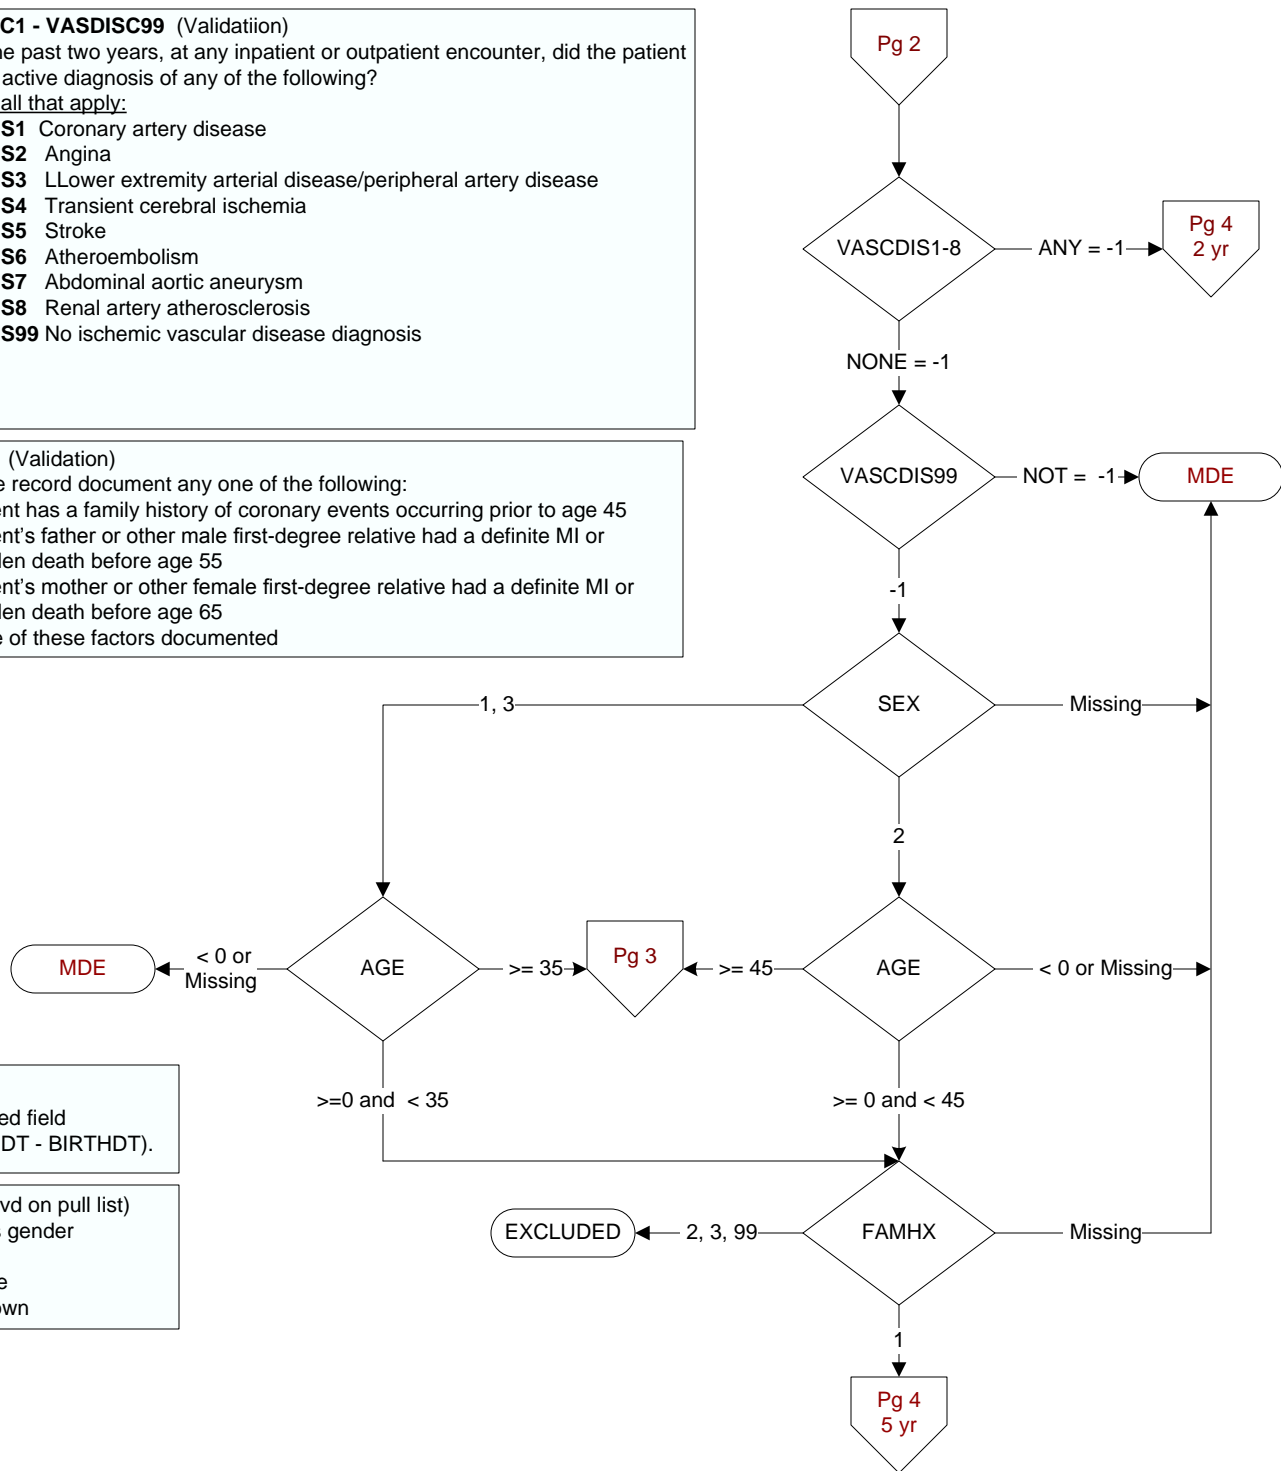 C1 - VASDISC99 (Validatiion)
ne past two years, at any inpatient or outpatient encounter, did the patient
active diagnosis of any of the following?
all that apply:
S1 Coronary artery disease
S2 Angina
S3 LLower extremity arterial disease/peripheral artery disease
S4 Transient cerebral ischemia
S5 Stroke
S6 Atheroembolism
S7 Abdominal aortic aneurysm
S8 Renal artery atherosclerosis
S99 No ischemic vascular disease diagnosis
(Validation)
e record document any one of the following:
ent has a family history of coronary events occurring prior to age 45
ent's father or other male first-degree relative had a definite MI or
len death before age 55
ent's mother or other female first-degree relative had a definite MI or
len death before age 65
e of these factors documented
Pg 2
VASCDIS1-8
ANY = -1
Pg 4
2 yr
NONE = -1
VASCDIS99
NOT = -1
MDE
-1
SEX
1, 3
Missing
2
MDE
< 0 or
Missing
AGE
>= 35
Pg 3
>= 45
AGE
< 0 or Missing
>=0 and < 35
>= 0 and < 45
ed field
DT - BIRTHDT).
vd on pull list)
s gender
e
own
EXCLUDED
2, 3, 99
FAMHX
Missing
1
Pg 4
5 yr